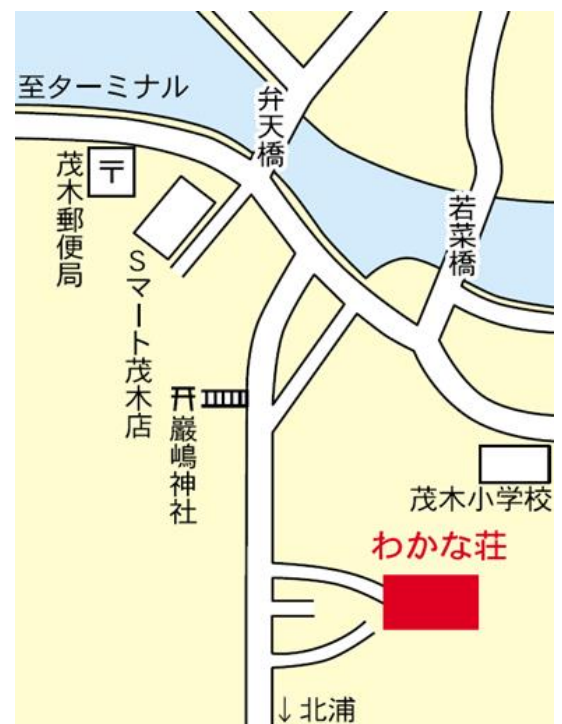 至ターミナル
弁天橋
〒
茂木郵便局
若菜橋
Sマート茂木店
巖嶋神社
茂木小学校
わかな荘
↓北浦